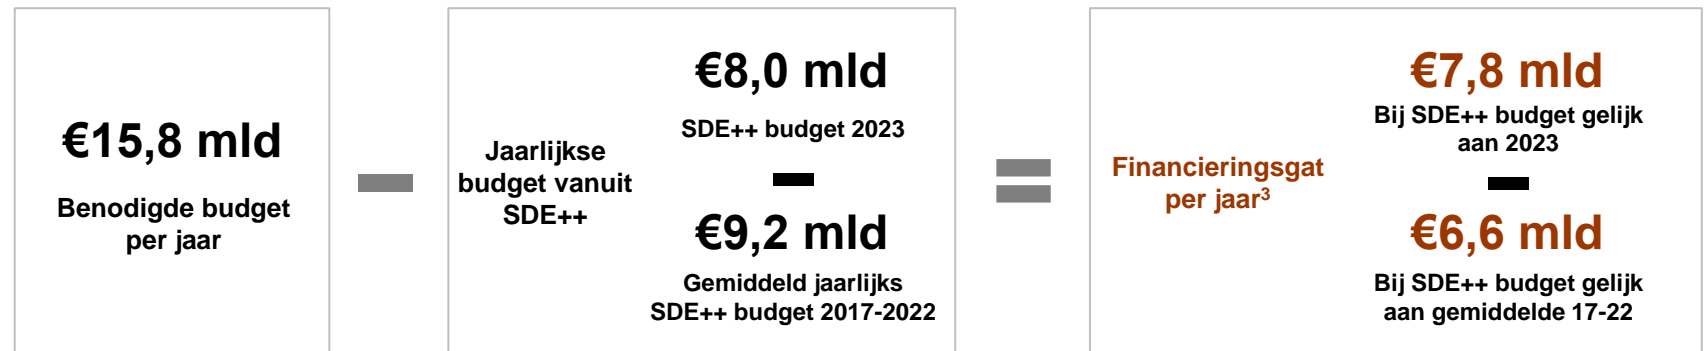 €15,8 mld
Benodigde budget
per jaar
Jaarlijkse
budget vanuit
SDE++
€8,0 mld
SDE++ budget 2023
€9,2 mld
Gemiddeld jaarlijks
SDE++ budget 2017-2022
Financieringsgat
per jaar³
€7,8 mld
Bij SDE++ budget gelijk
aan 2023
€6,6 mld
Bij SDE++ budget gelijk
aan gemiddelde 17-22